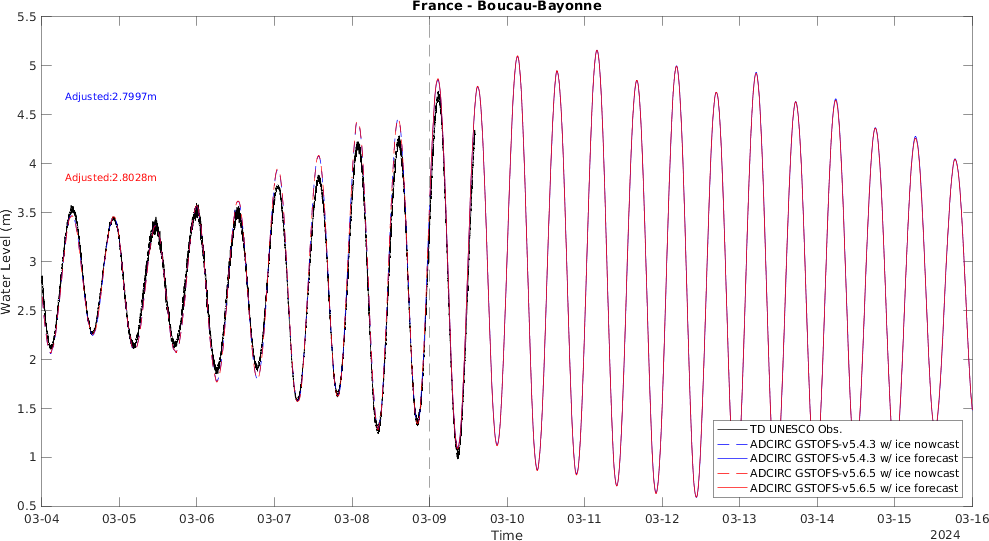 France - Boucau-Bayonne
5.5
5
4.5
4
3.5
3
2.5
2
1.5
1
0.5
Water Level (m)
Adjusted:2.7997m
Adjusted:2.8028m
TD UNESCO Obs.
ADCIRC GSTOFS-v5.4.3 w/ ice nowcast
ADCIRC GSTOFS-v5.4.3 w/ ice forecast
ADCIRC GSTOFS-v5.6.5 w/ ice nowcast
ADCIRC GSTOFS-v5.6.5 w/ ice forecast
03-04 03-05 03-06 03-07 03-08 03-09 03-10 03-11 03-12 03-13 03-14 03-15 03-16
Time
2024